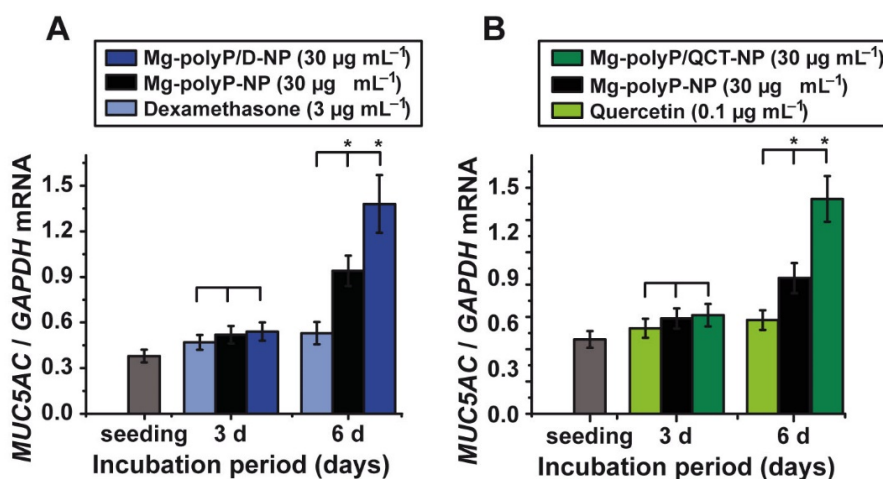 A
Mg-polyP/D-NP (30 µg mL⁻¹)
Mg-polyP-NP (30 µg mL⁻¹)
Dexamethasone (3 µg mL⁻¹)
MUC5AC / GAPDH mRNA
1.5
1.2
0.9
0.6
0.3
0.0
* *
seeding 3 d 6 d
Incubation period (days)
B
Mg-polyP/QCT-NP (30 µg mL⁻¹)
Mg-polyP-NP (30 µg mL⁻¹)
Quercetin (0.1 µg mL⁻¹)
MUC5AC / GAPDH mRNA
1.5
1.2
0.9
0.6
0.3
0.0
* *
seeding 3 d 6 d
Incubation period (days)